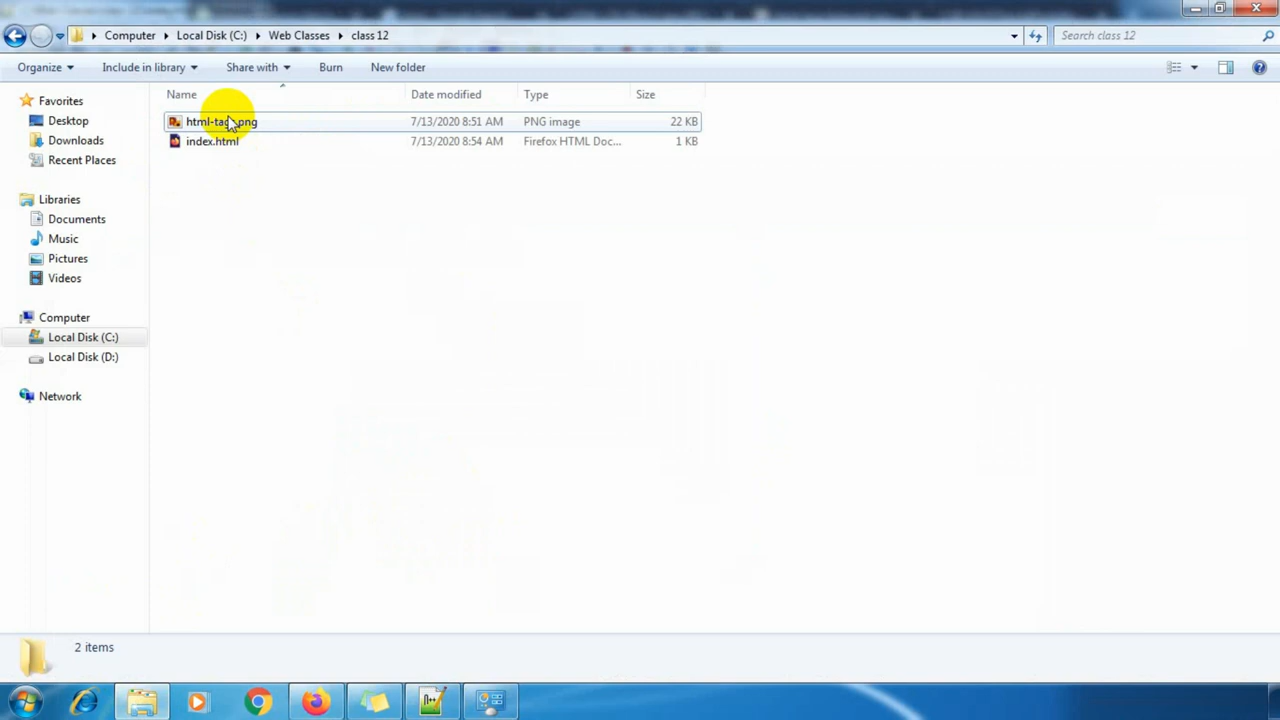 Computer Local Disk (C:) Web Classes class 12 Search class 12
Organize Include in library Share with Burn New folder
Name Date modified Type Size
html-tag .png 7/13/2020 8:51 AM PNG image 22 KB
index.html 7/13/2020 8:54 AM Firefox HTML Doc... 1 KB
Favorites
Desktop
Downloads
Recent Places
Libraries
Documents
Music
Pictures
Videos
Computer
Local Disk (C:)
Local Disk (D:)
Network
2 items